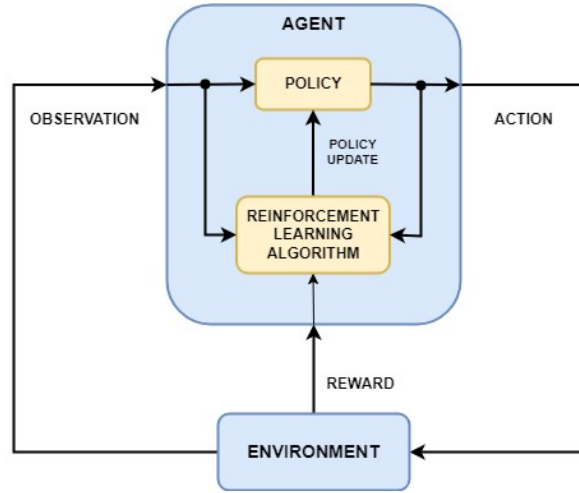 AGENT
POLICY
OBSERVATION
ACTION
POLICY
UPDATE
REINFORCEMENT
LEARNING
ALGORITHM
REWARD
ENVIRONMENT